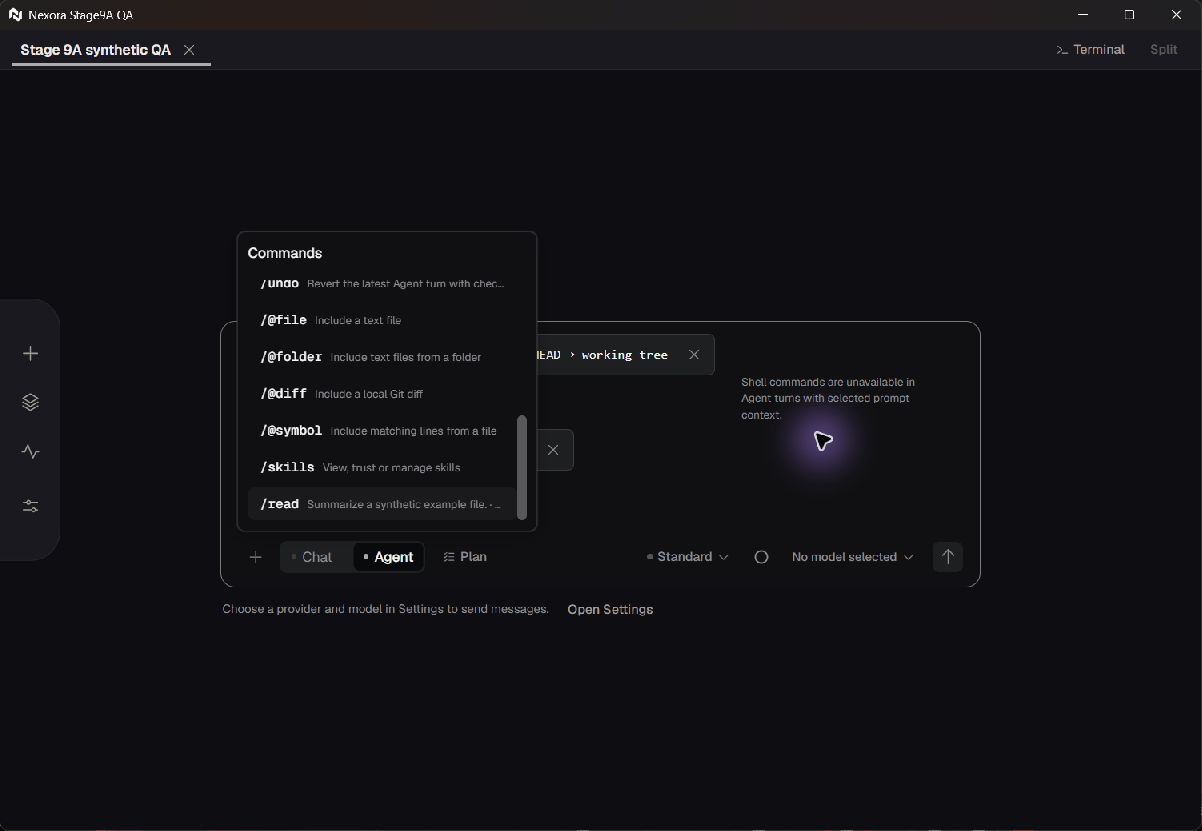 Nexora Stage9A QA
Stage 9A synthetic QA
Terminal
Split
Commands
/undo Revert the latest Agent turn with chec...
/@file Include a text file
/@folder Include text files from a folder
/@diff Include a local Git diff
/@symbol Include matching lines from a file
/skills View, trust or manage skills
/read Summarize a synthetic example file. · ...
HEAD › working tree
Shell commands are unavailable in
Agent turns with selected prompt
context.
Chat
Agent
Plan
Standard
No model selected
Choose a provider and model in Settings to send messages.
Open Settings